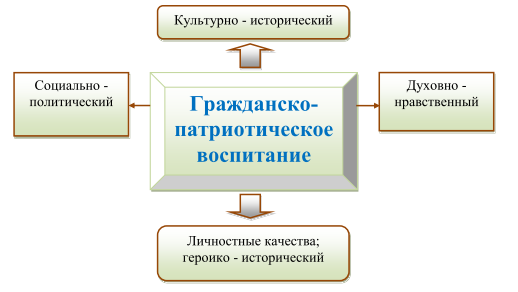 Культурно - исторический
Социально -
политический
Гражданско-
патриотическое
воспитание
Духовно -
нравственный
Личностные качества;
героико - исторический